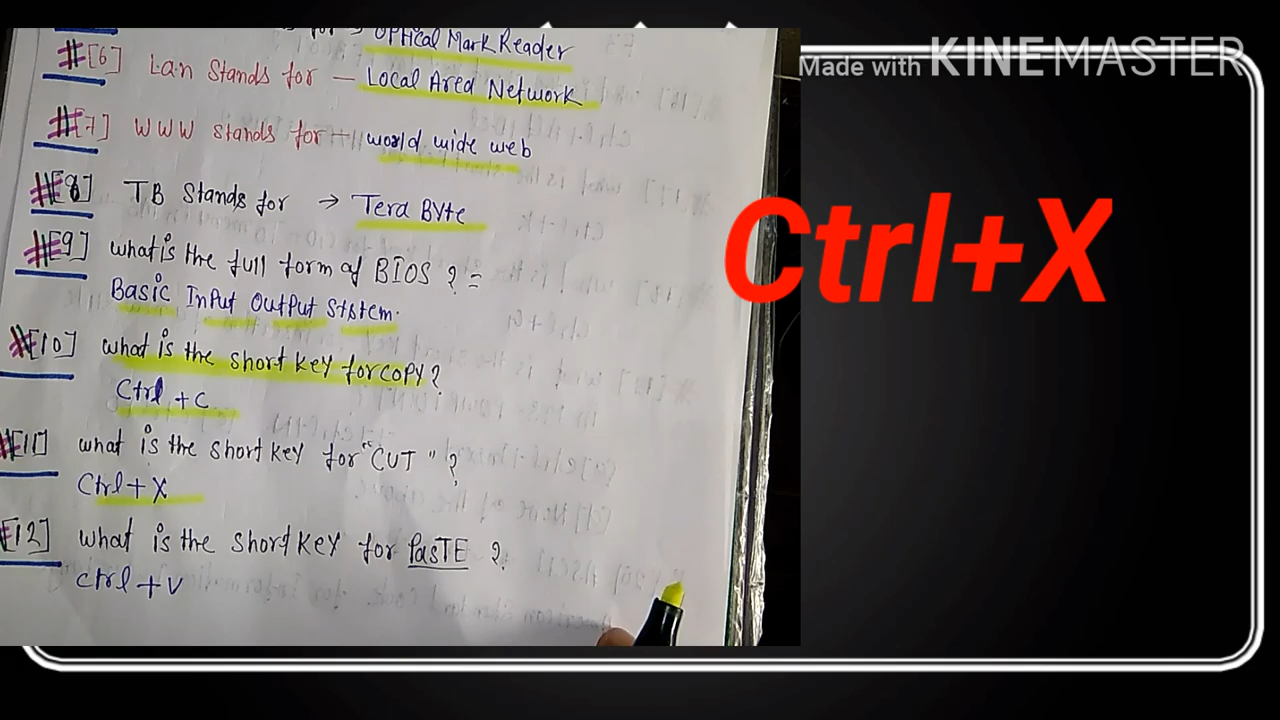 Optical Mark Reader
#[6] Lan Stands for — Local Area Network
#[7] WWW stands for — world wide web
#[8] TB Stands for → Tera Byte
#[9] what is the full form of BIOS ? =
Basic Input Output System.
#[10] what is the short key for copy ?
Ctrl + C
#[11] what is the short key for "CUT" ?
Ctrl + X
[12] what is the short key for PasTE ?
Ctrl + V
Made with KINEMASTER
Ctrl+X